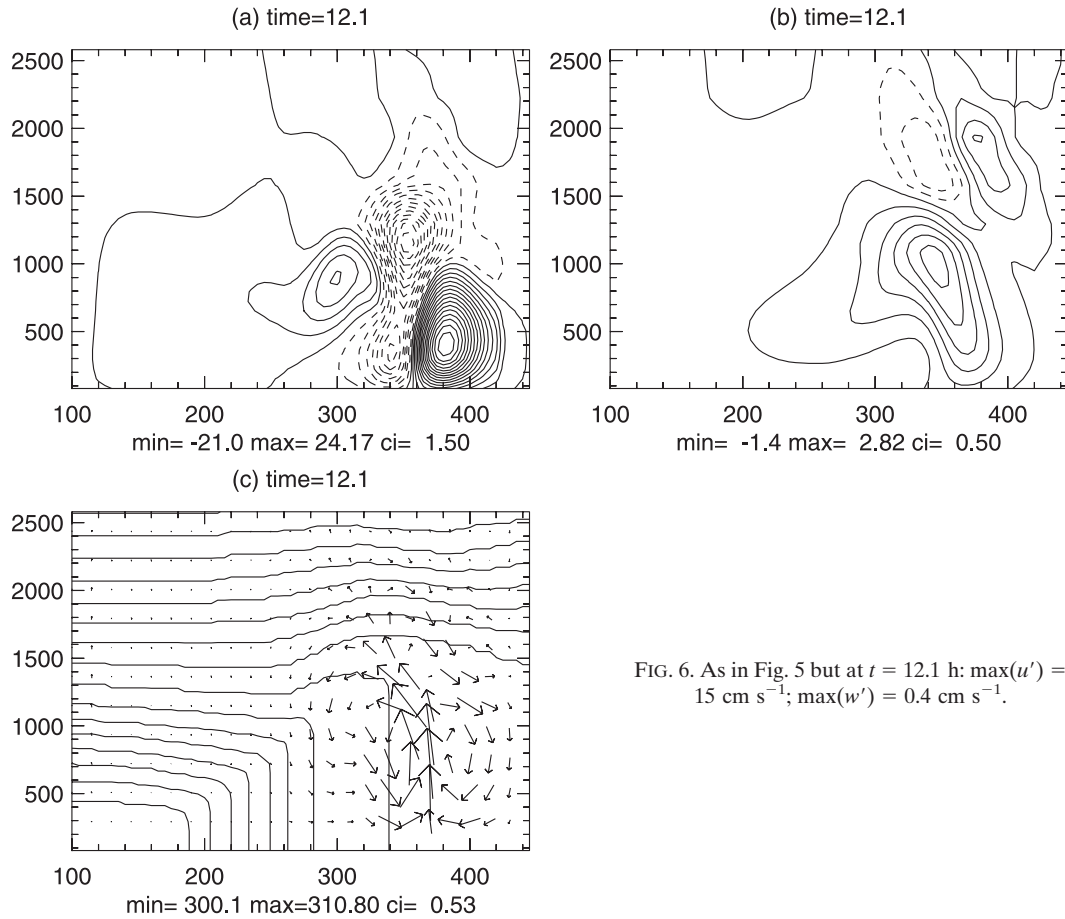 (a) time=12.1
2500
2000
1500
1000
500
100 200 300 400
min= -21.0 max= 24.17 ci= 1.50
(b) time=12.1
2500
2000
1500
1000
500
100 200 300 400
min= -1.4 max= 2.82 ci= 0.50
(c) time=12.1
2500
2000
1500
1000
500
100 200 300 400
min= 300.1 max=310.80 ci= 0.53
FIG. 6. As in Fig. 5 but at t = 12.1 h: max(u′) =
15 cm s⁻¹; max(w′) = 0.4 cm s⁻¹.